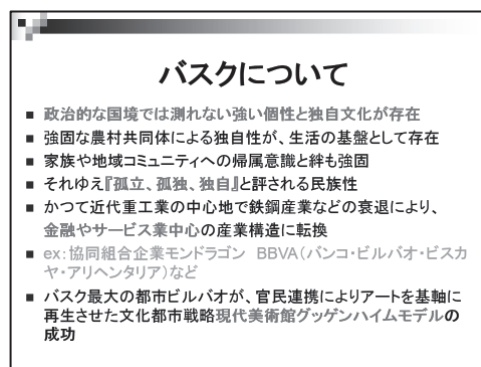 バスクについて
■ 政治的な国境では測れない強い個性と独自文化が存在
■ 強固な農村共同体による独自性が、生活の基盤として存在
■ 家族や地域コミュニティへの帰属意識と絆も強固
■ それゆえ『孤立、孤独、独自』と評される民族性
■ かつて近代重工業の中心地で鉄鋼産業などの衰退により、
金融やサービス業中心の産業構造に転換
■ ex:協同組合企業モンドラゴン BBVA(バンコ・ビルバオ・ビスカ
ヤ・アリヘンタリア)など
■ バスク最大の都市ビルバオが、官民連携によりアートを基軸に
再生させた文化都市戦略現代美術館グッゲンハイムモデルの
成功